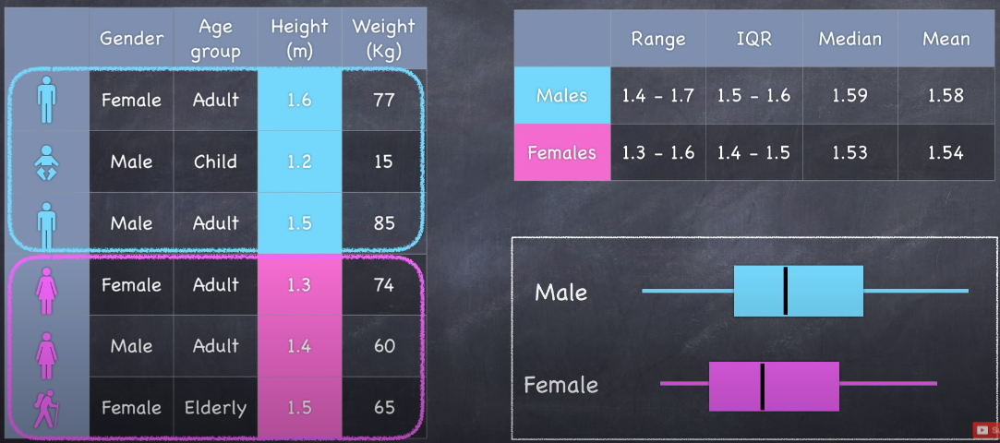 Gender Age group Height (m) Weight (Kg)
Female Adult 1.6 77
Male Child 1.2 15
Male Adult 1.5 85
Female Adult 1.3 74
Male Adult 1.4 60
Female Elderly 1.5 65
Range IQR Median Mean
Males 1.4 - 1.7 1.5 - 1.6 1.59 1.58
Females 1.3 - 1.6 1.4 - 1.5 1.53 1.54
Male
Female